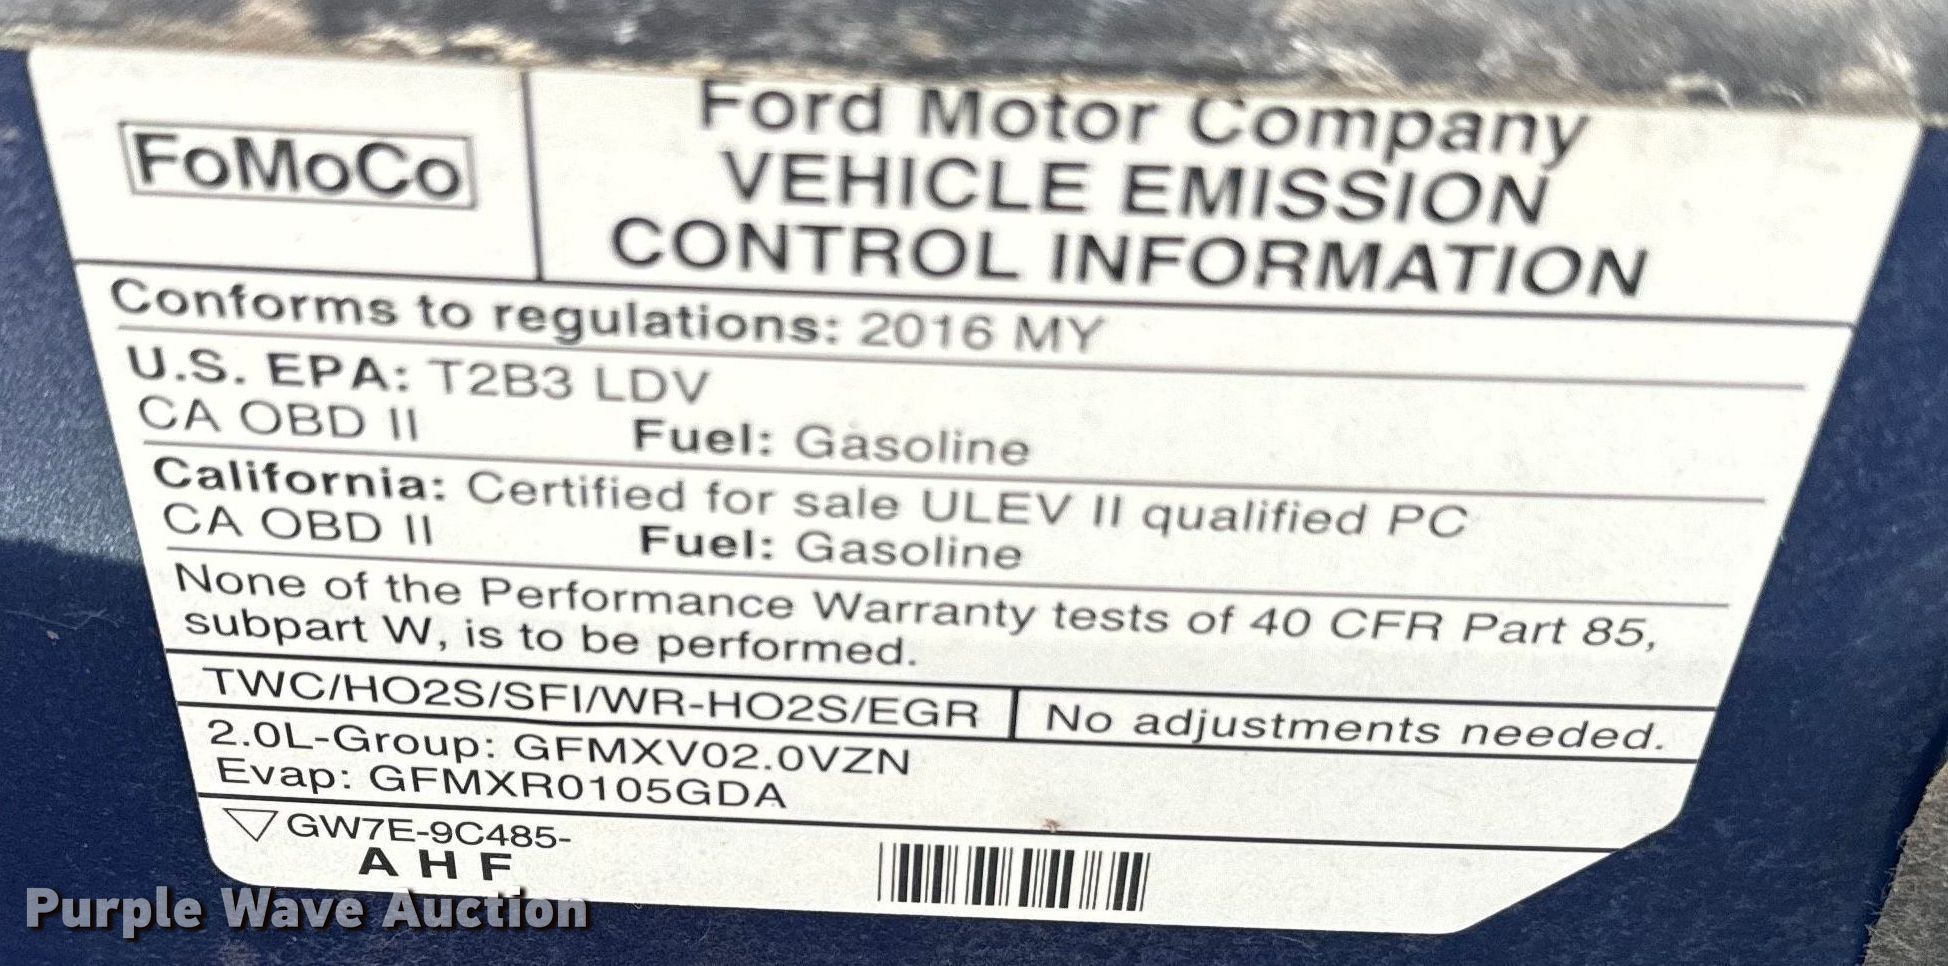 FoMoCo
Ford Motor Company
VEHICLE EMISSION
CONTROL INFORMATION
Conforms to regulations: 2016 MY
U.S. EPA: T2B3 LDV
CA OBD II Fuel: Gasoline
California: Certified for sale ULEV II qualified PC
CA OBD II Fuel: Gasoline
None of the Performance Warranty tests of 40 CFR Part 85,
subpart W, is to be performed.
TWC/HO2S/SFI/WR-HO2S/EGR No adjustments needed.
2.0L-Group: GFMXV02.0VZN
Evap: GFMXR0105GDA
GW7E-9C485-
A H F
Purple Wave Auction